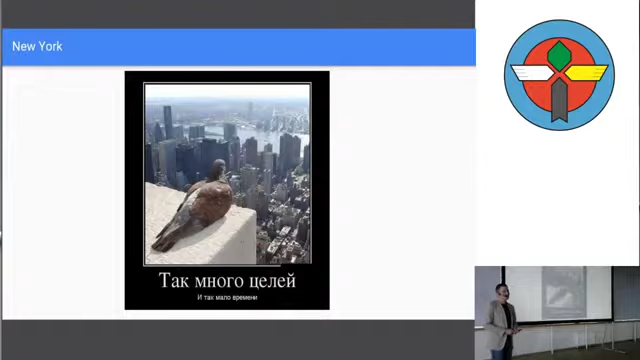 New York
Так много целей
И так мало времени